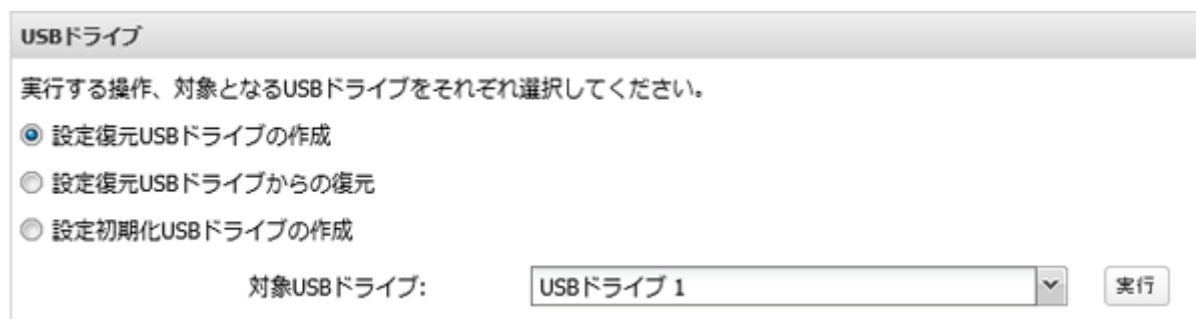 USBドライブ
実行する操作、対象となるUSBドライブをそれぞれ選択してください。
設定復元USBドライブの作成
設定復元USBドライブからの復元
設定初期化USBドライブの作成
対象USBドライブ: USBドライブ 1 実行